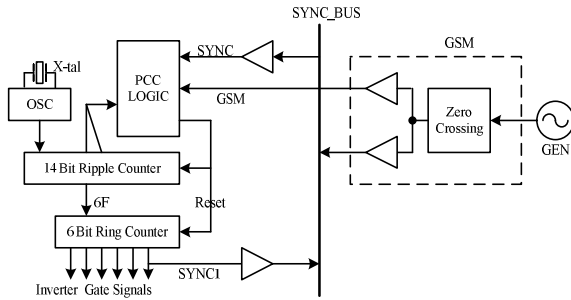 SYNC_BUS
X-tal
OSC
PCC
LOGIC
SYNC
GSM
GSM
Zero
Crossing
GEN
14 Bit Ripple Counter
6F
Reset
6 Bit Ring Counter
SYNC1
Inverter Gate Signals